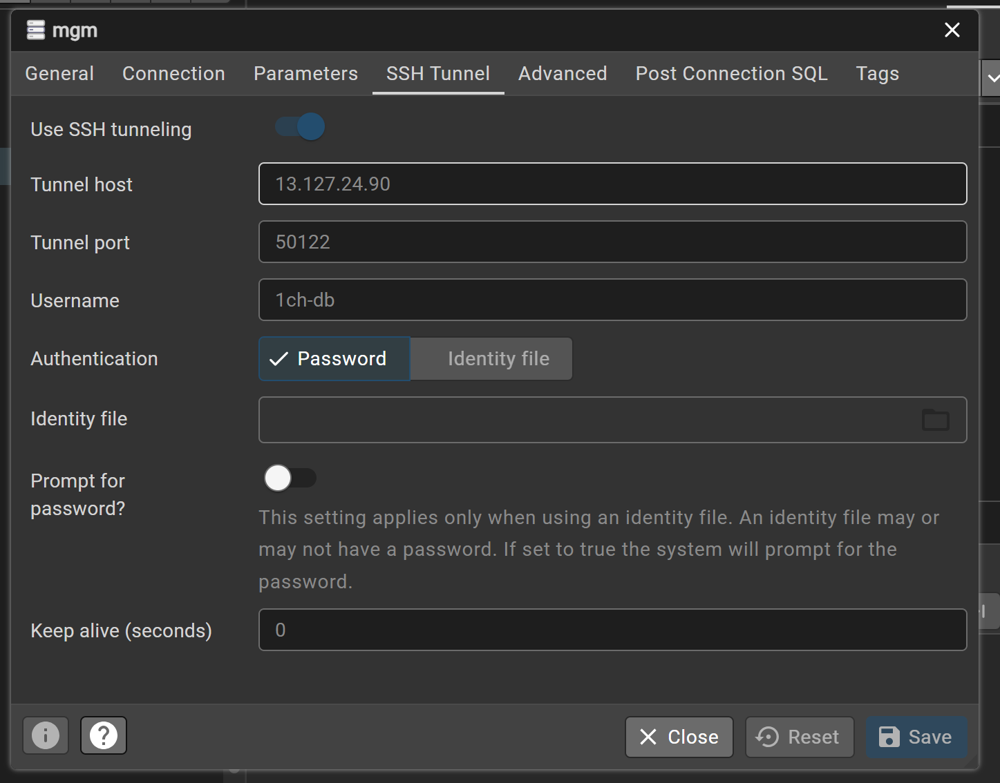 mgm
General Connection Parameters SSH Tunnel Advanced Post Connection SQL Tags
Use SSH tunneling
Tunnel host 13.127.24.90
Tunnel port 50122
Username 1ch-db
Authentication Password Identity file
Identity file
Prompt for
password?
This setting applies only when using an identity file. An identity file may or
may not have a password. If set to true the system will prompt for the
password.
Keep alive (seconds) 0
Close Reset Save